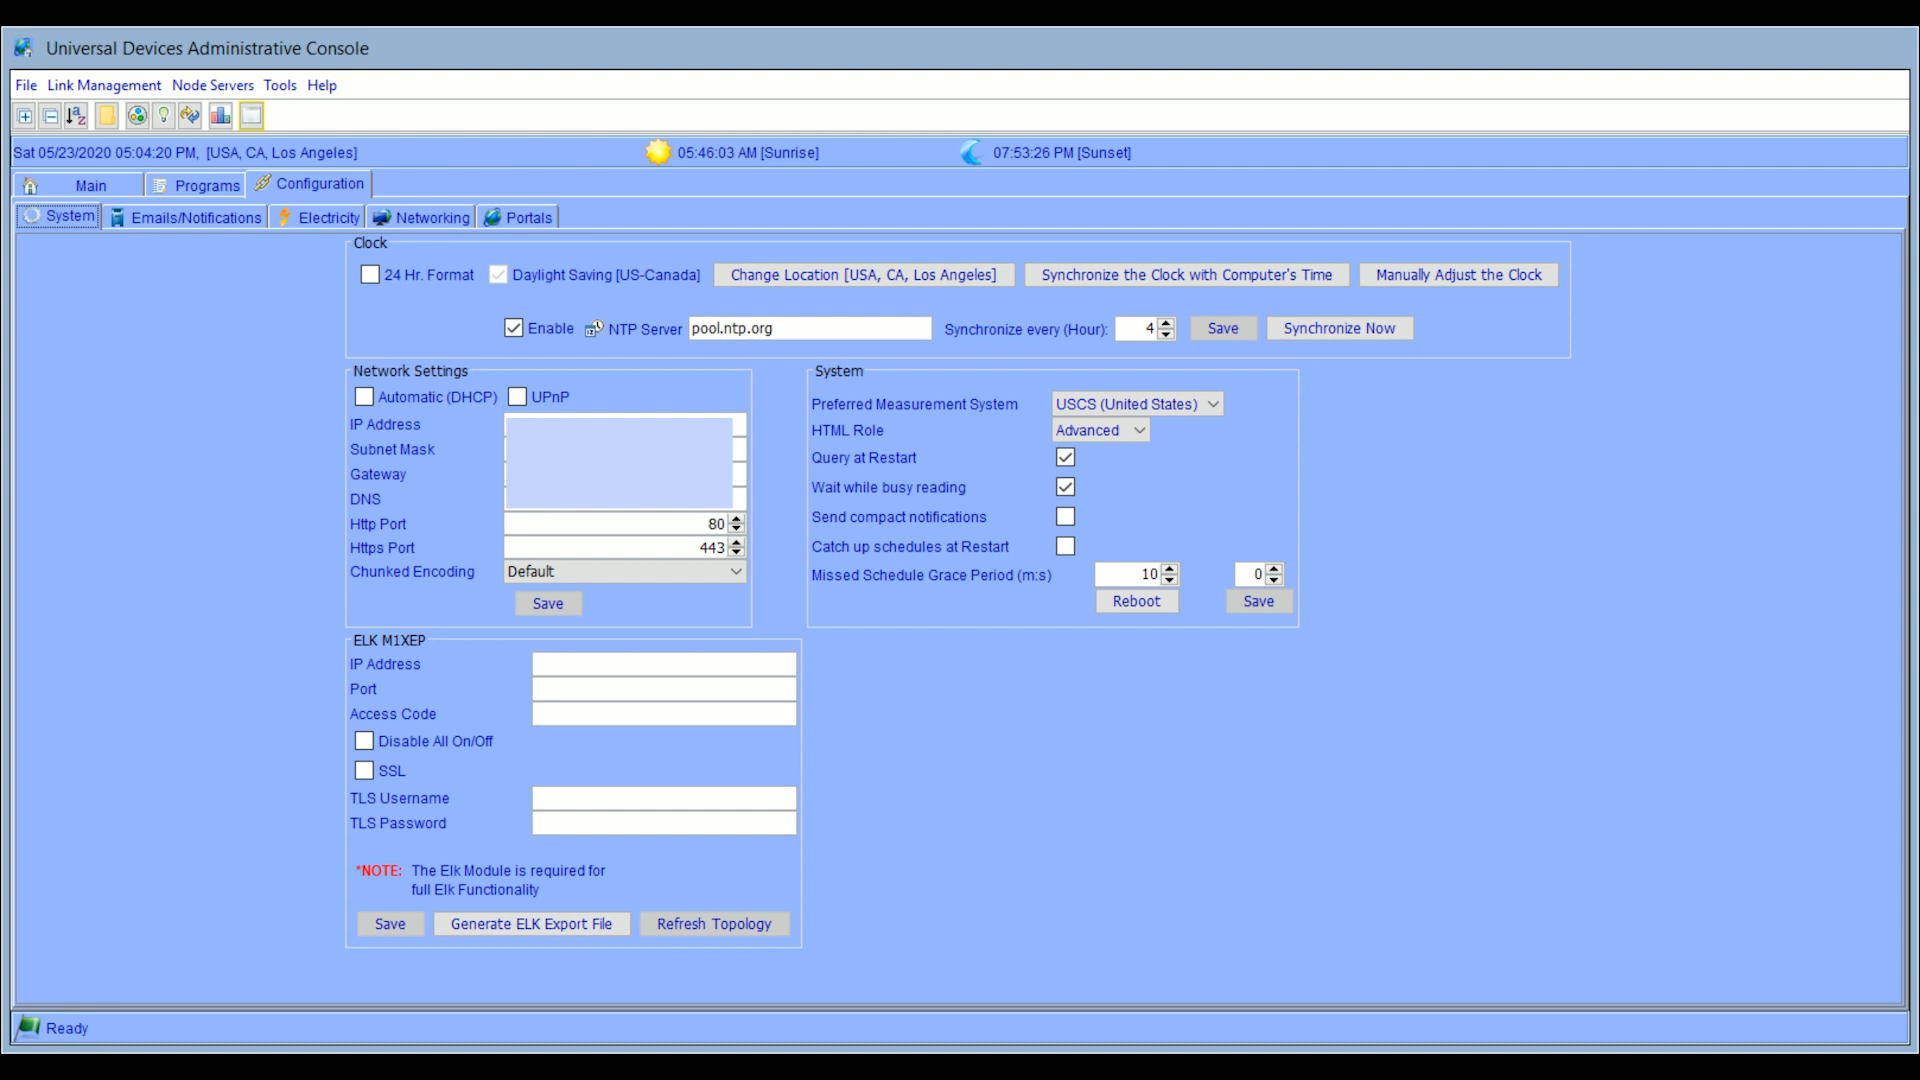 Universal Devices Administrative Console
File Link Management Node Servers Tools Help
Sat 05/23/2020 05:04:20 PM, [USA, CA, Los Angeles] 05:46:03 AM [Sunrise] 07:53:26 PM [Sunset]
Main Programs Configuration
System Emails/Notifications Electricity Networking Portals
Clock
24 Hr. Format Daylight Saving [US-Canada] Change Location [USA, CA, Los Angeles] Synchronize the Clock with Computer's Time Manually Adjust the Clock
Enable NTP Server pool.ntp.org Synchronize every (Hour): 4 Save Synchronize Now
Network Settings
Automatic (DHCP) UPnP
IP Address
Subnet Mask
Gateway
DNS
Http Port 80
Https Port 443
Chunked Encoding Default
Save
System
Preferred Measurement System USCS (United States)
HTML Role Advanced
Query at Restart
Wait while busy reading
Send compact notifications
Catch up schedules at Restart
Missed Schedule Grace Period (m:s) 10 0
Reboot Save
ELK M1XEP
IP Address
Port
Access Code
Disable All On/Off
SSL
TLS Username
TLS Password
*NOTE: The Elk Module is required for
full Elk Functionality
Save Generate ELK Export File Refresh Topology
Ready